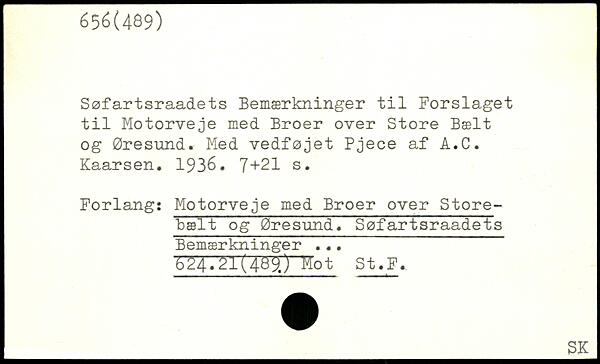 656(489)
Søfartsraadets Bemærkninger til Forslaget
til Motorveje med Broer over Store Bælt
og Øresund. Med vedføjet Pjece af A.C.
Kaarsen. 1936. 7+21 s.
Forlang: Motorveje med Broer over Store-
bælt og Øresund. Søfartsraadets
Bemærkninger ...
624.21(489) Mot St.F.
SK